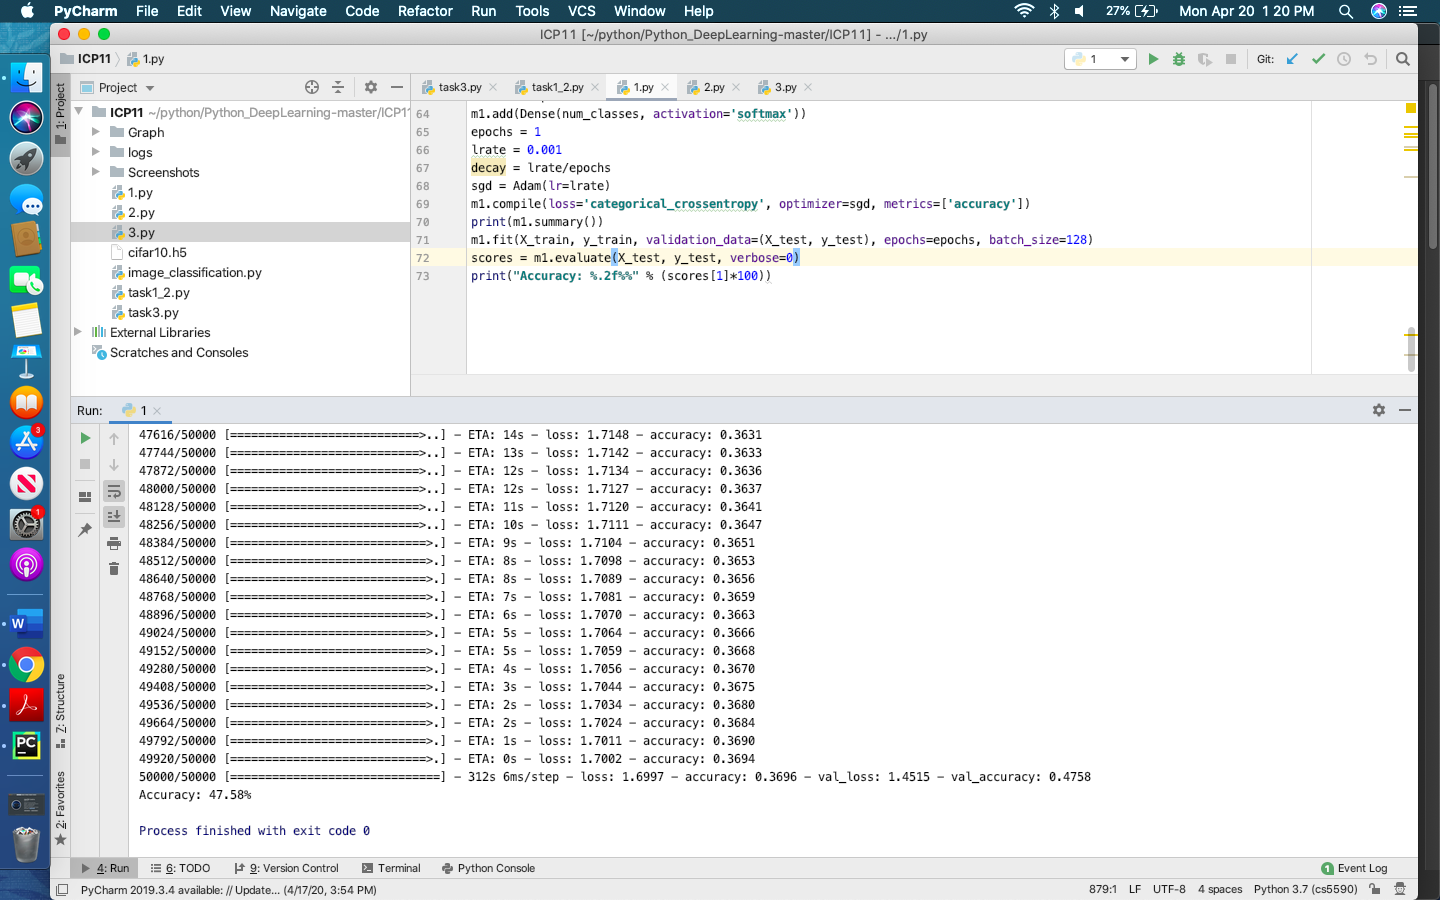 PyCharm File Edit View Navigate Code Refactor Run Tools VCS Window Help 27% Mon Apr 20 1 20 PM
ICP11 [~/python/Python_DeepLearning-master/ICP11] - .../1.py
ICP11 1.py 1 Git:
1: Project
Project
task3.py task1_2.py 1.py 2.py 3.py
ICP11 ~/python/Python_DeepLearning-master/ICP11
Graph
logs
Screenshots
1.py
2.py
3.py
cifar10.h5
image_classification.py
task1_2.py
task3.py
External Libraries
Scratches and Consoles
64 m1.add(Dense(num_classes, activation='softmax'))
65 epochs = 1
66 lrate = 0.001
67 decay = lrate/epochs
68 sgd = Adam(lr=lrate)
69 m1.compile(loss='categorical_crossentropy', optimizer=sgd, metrics=['accuracy'])
70 print(m1.summary())
71 m1.fit(X_train, y_train, validation_data=(X_test, y_test), epochs=epochs, batch_size=128)
72 scores = m1.evaluate(X_test, y_test, verbose=0)
73 print("Accuracy: %.2f%%" % (scores[1]*100))
Run: 1
47616/50000 [===========================>..] - ETA: 14s - loss: 1.7148 - accuracy: 0.3631
47744/50000 [===========================>..] - ETA: 13s - loss: 1.7142 - accuracy: 0.3633
47872/50000 [===========================>..] - ETA: 12s - loss: 1.7134 - accuracy: 0.3636
48000/50000 [===========================>..] - ETA: 12s - loss: 1.7127 - accuracy: 0.3637
48128/50000 [===========================>..] - ETA: 11s - loss: 1.7120 - accuracy: 0.3641
48256/50000 [===========================>..] - ETA: 10s - loss: 1.7111 - accuracy: 0.3647
48384/50000 [============================>.] - ETA: 9s - loss: 1.7104 - accuracy: 0.3651
48512/50000 [============================>.] - ETA: 8s - loss: 1.7098 - accuracy: 0.3653
48640/50000 [============================>.] - ETA: 8s - loss: 1.7089 - accuracy: 0.3656
48768/50000 [============================>.] - ETA: 7s - loss: 1.7081 - accuracy: 0.3659
48896/50000 [============================>.] - ETA: 6s - loss: 1.7070 - accuracy: 0.3663
49024/50000 [============================>.] - ETA: 5s - loss: 1.7064 - accuracy: 0.3666
49152/50000 [============================>.] - ETA: 5s - loss: 1.7059 - accuracy: 0.3668
49280/50000 [============================>.] - ETA: 4s - loss: 1.7056 - accuracy: 0.3670
49408/50000 [============================>.] - ETA: 3s - loss: 1.7044 - accuracy: 0.3675
49536/50000 [============================>.] - ETA: 2s - loss: 1.7034 - accuracy: 0.3680
49664/50000 [============================>.] - ETA: 2s - loss: 1.7024 - accuracy: 0.3684
49792/50000 [============================>.] - ETA: 1s - loss: 1.7011 - accuracy: 0.3690
49920/50000 [============================>.] - ETA: 0s - loss: 1.7002 - accuracy: 0.3694
50000/50000 [==============================] - 312s 6ms/step - loss: 1.6997 - accuracy: 0.3696 - val_loss: 1.4515 - val_accuracy: 0.4758
Accuracy: 47.58%
Process finished with exit code 0
Z: Structure
2: Favorites
4: Run 6: TODO 9: Version Control Terminal Python Console 1 Event Log
PyCharm 2019.3.4 available: // Update... (4/17/20, 3:54 PM) 879:1 LF UTF-8 4 spaces Python 3.7 (cs5590)
3
1
W
PC